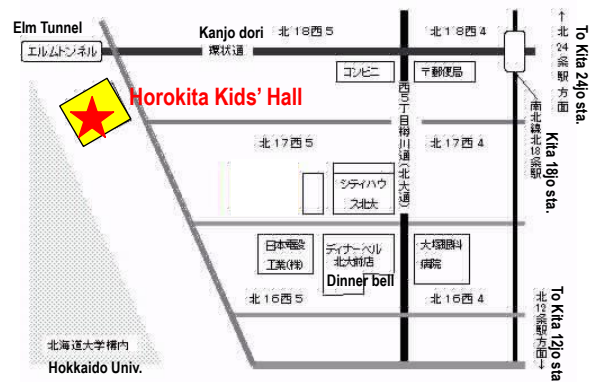 Elm Tunnel
エルムトンネル
Kanjo dori
環状通
北18西5
北18西4
↑北24条駅方面
To Kita 24jo sta.
コンビニ
〒郵便局
Horokita Kids’ Hall
西5丁目樽川通(北大通)
南北線北18条駅
Kita 18jo sta.
北17西5
北17西4
シティハウ
ス北大
日本電設
工業(株)
ディナーベル
北大前店
Dinner bell
大塚眼科
病院
北16西5
北16西4
北12条駅方面↓
To Kita 12jo sta
北海道大学構内
Hokkaido Univ.